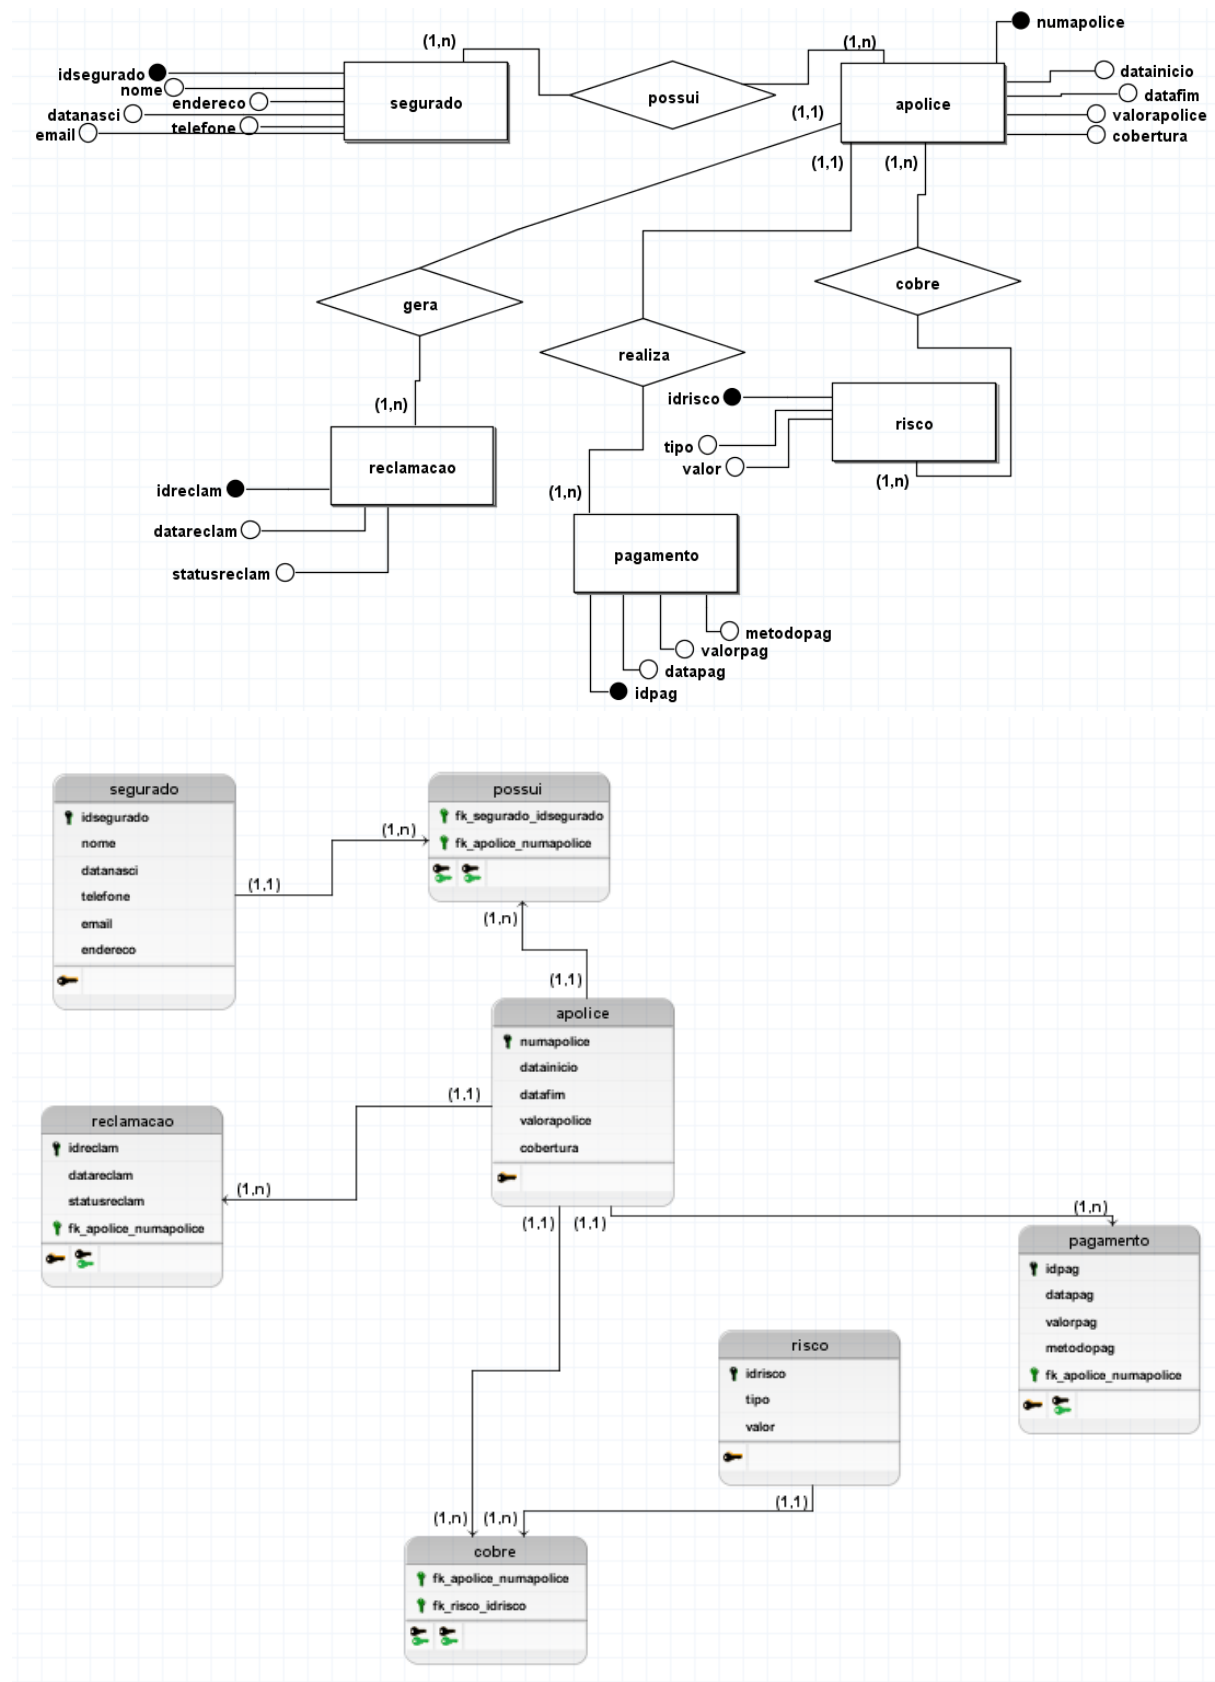 numapolice
(1,n)
(1,n)
idsegurado
nome
endereco
datanasci
telefone
email
segurado
possui
apolice
datainicio
datafim
valorapolice
cobertura
(1,1)
(1,1)
(1,n)
gera
realiza
cobre
(1,n)
reclamacao
idreclam
datareclam
statusreclam
idrisco
tipo
valor
risco
(1,n)
(1,n)
pagamento
metodopag
valorpag
datapag
idpag
segurado
idsegurado
nome
datanasci
telefone
email
endereco
(1,1)
(1,n)
possui
fk_segurado_idsegurado
fk_apolice_numapolice
(1,n)
(1,1)
apolice
numapolice
datainicio
datafim
valorapolice
cobertura
(1,1)
(1,n)
reclamacao
idreclam
datareclam
statusreclam
fk_apolice_numapolice
(1,1)
(1,1)
(1,n)
pagamento
idpag
datapag
valorpag
metodopag
fk_apolice_numapolice
risco
idrisco
tipo
valor
(1,1)
(1,n)
(1,n)
cobre
fk_apolice_numapolice
fk_risco_idrisco